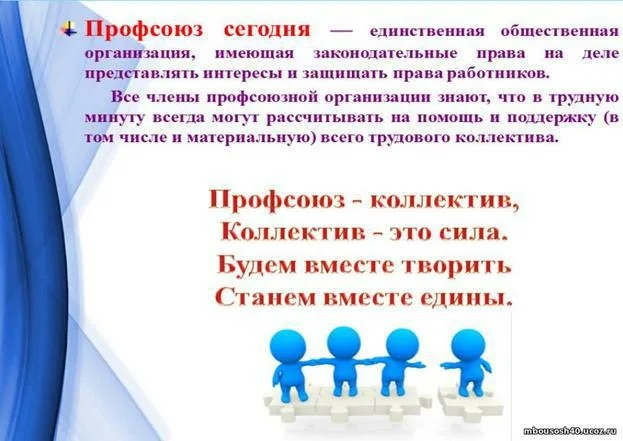 Профсоюз сегодня — единственная общественная
организация, имеющая законодательные права на деле
представлять интересы и защищать права работников.
Все члены профсоюзной организации знают, что в трудную
минуту всегда могут рассчитывать на помощь и поддержку (в
том числе и материальную) всего трудового коллектива.
Профсоюз - коллектив,
Коллектив - это сила.
Будем вместе творить
Станем вместе едины.
mbousosh40.ucoz.ru